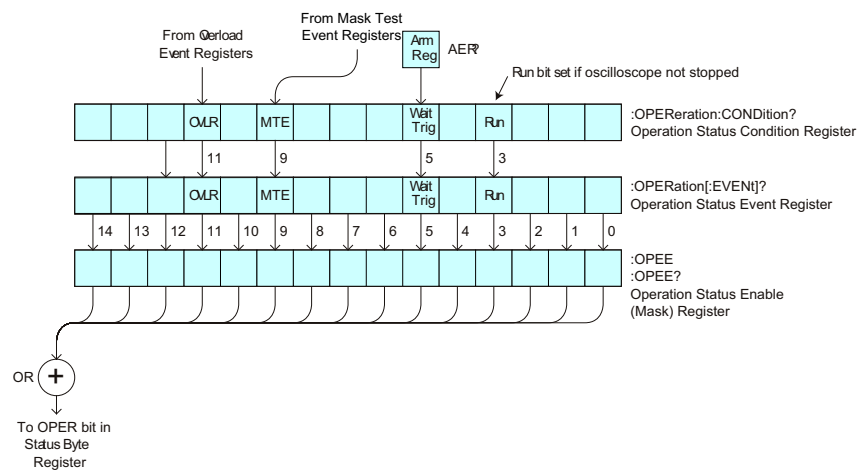 From Mask Test
Event Registers
From Overload
Event Registers
Arm
Reg
AER?
Run bit set if oscilloscope not stopped
OVLR
MTE
Wait
Trig
Run
:OPERation:CONDition?
Operation Status Condition Register
11
9
5
3
OVLR
MTE
Wait
Trig
Run
:OPERation[:EVENt]?
Operation Status Event Register
14 13 12 11 10 9 8 7 6 5 4 3 2 1 0
:OPEE
:OPEE?
Operation Status Enable
(Mask) Register
OR
+
To OPER bit in
Status Byte
Register